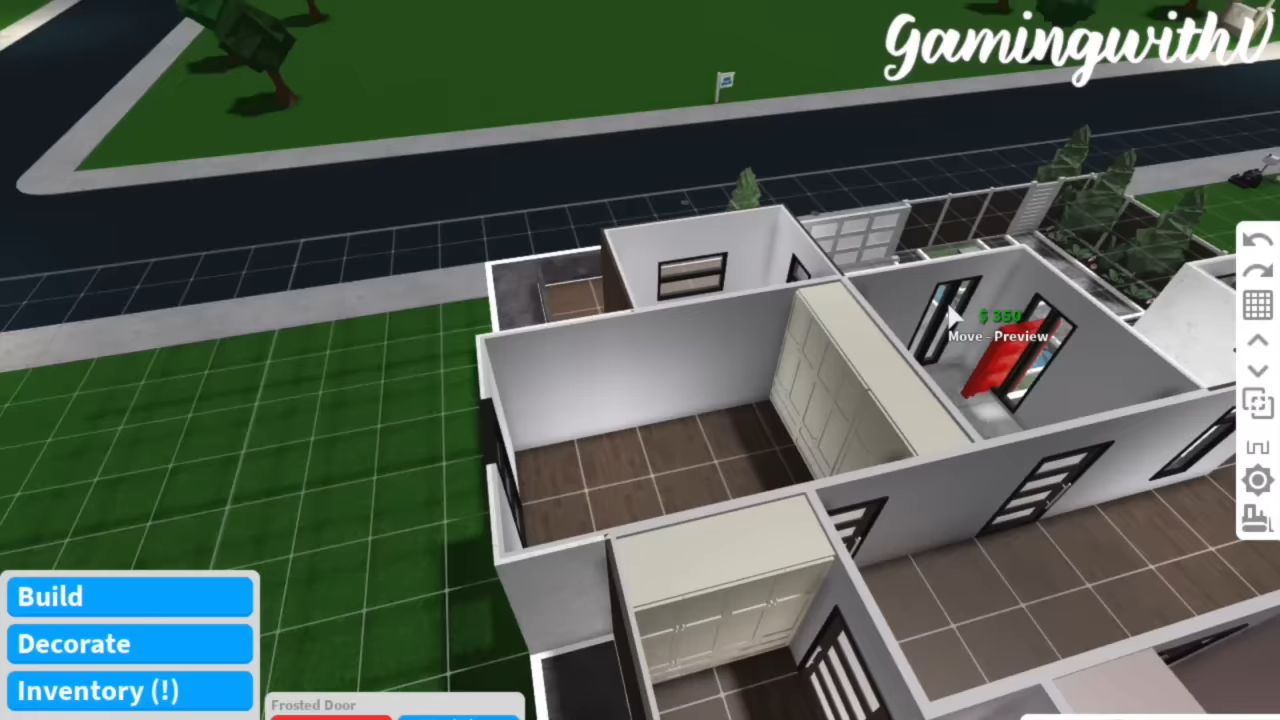 GamingwithV
$ 350
Move - Preview
Build
Decorate
Inventory (!)
Frosted Door